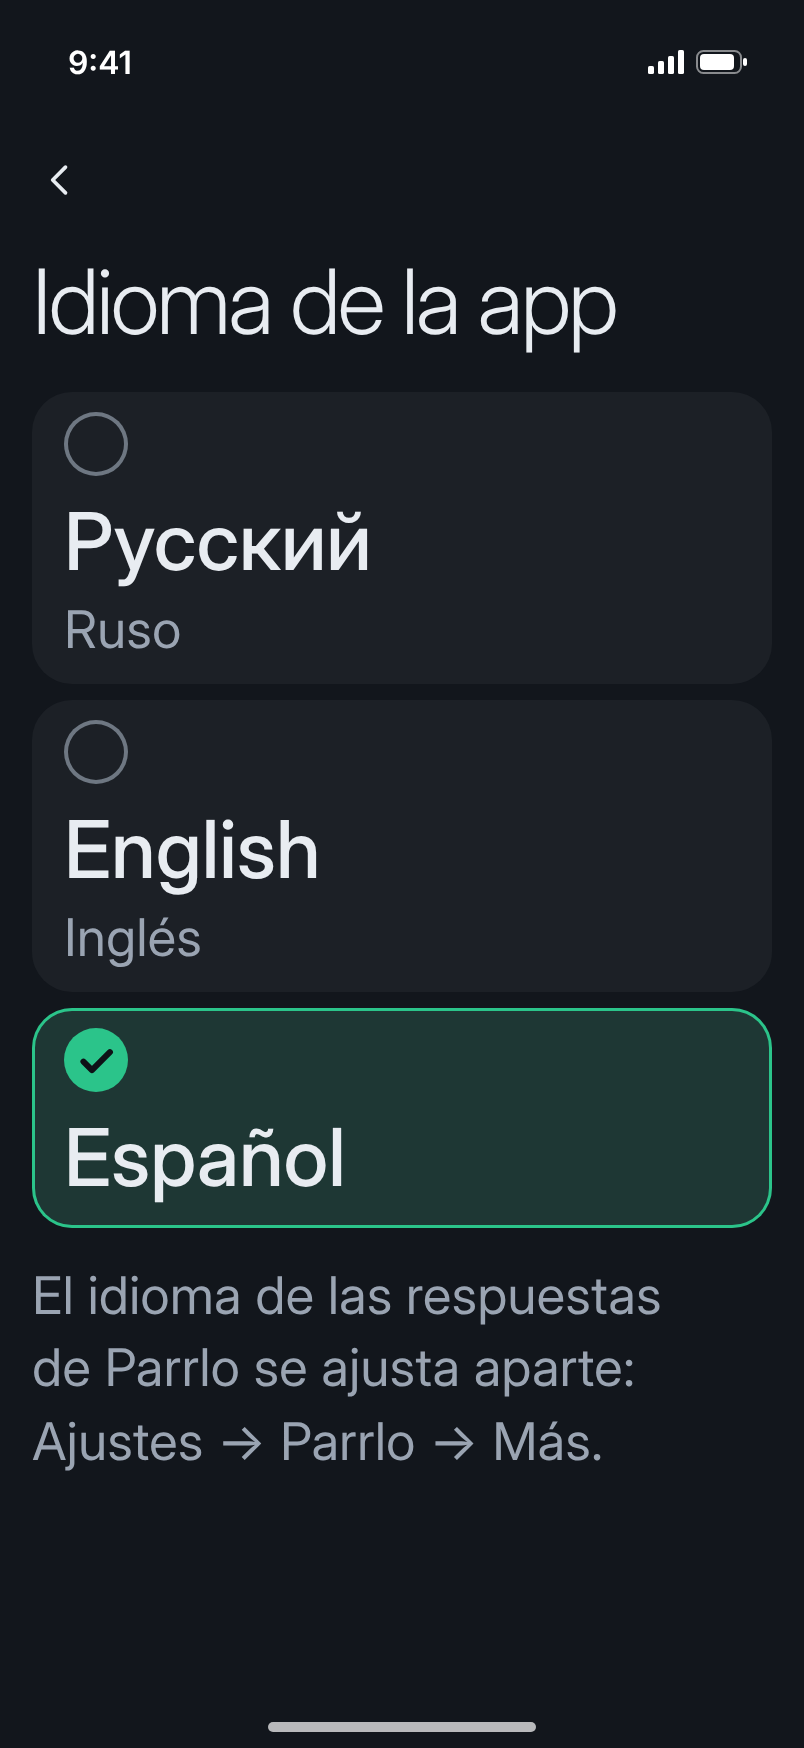 9:41
Idioma de la app
Русский
Ruso
English
Inglés
Español
El idioma de las respuestas
de Parrlo se ajusta aparte:
Ajustes → Parrlo → Más.